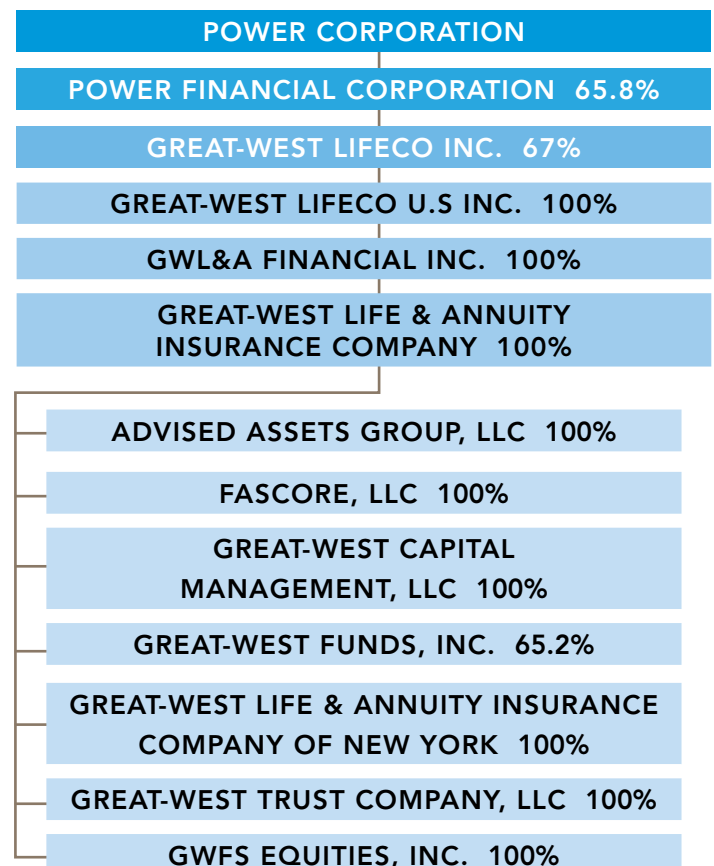 POWER CORPORATION
POWER FINANCIAL CORPORATION 65.8%
GREAT-WEST LIFECO INC. 67%
GREAT-WEST LIFECO U.S INC. 100%
GWL&A FINANCIAL INC. 100%
GREAT-WEST LIFE & ANNUITY
INSURANCE COMPANY 100%
ADVISED ASSETS GROUP, LLC 100%
FASCORE, LLC 100%
GREAT-WEST CAPITAL
MANAGEMENT, LLC 100%
GREAT-WEST FUNDS, INC. 65.2%
GREAT-WEST LIFE & ANNUITY INSURANCE
COMPANY OF NEW YORK 100%
GREAT-WEST TRUST COMPANY, LLC 100%
GWFS EQUITIES, INC. 100%